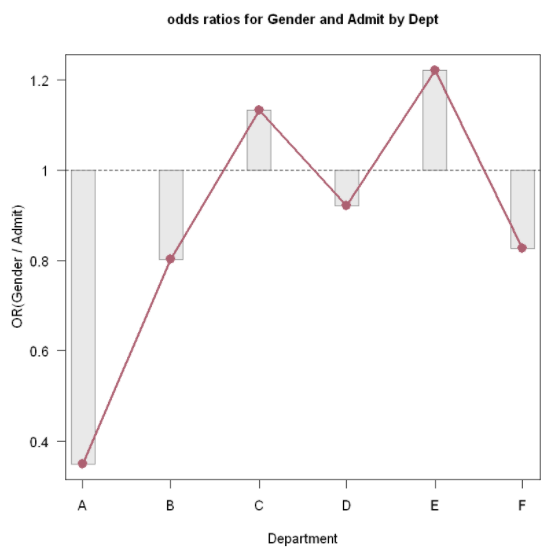 odds ratios for Gender and Admit by Dept
OR(Gender / Admit)
1.2
1
0.8
0.6
0.4
A B C D E F
Department